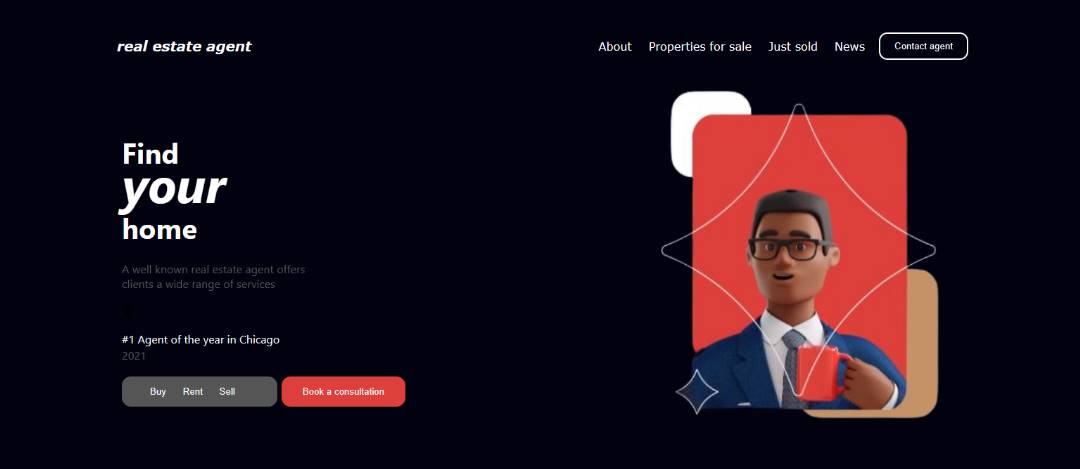 real estate agent
About Properties for sale Just sold News Contact agent
Find
your
home
A well known real estate agent offers
clients a wide range of services
#1 Agent of the year in Chicago
2021
Buy Rent Sell Book a consultation